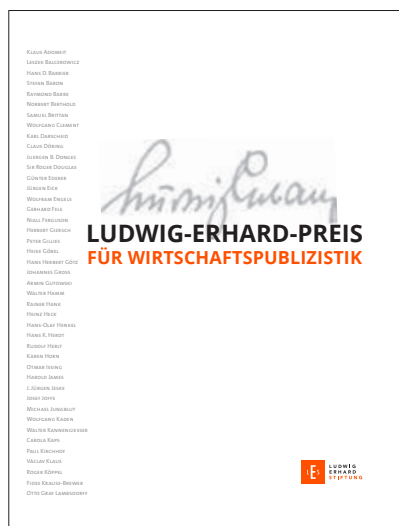 Klaus Adomeit
Leszek Balcerowicz
Hans D. Barbier
Stefan Baron
Raymond Barre
Norbert Berthold
Samuel Brittan
Wolfgang Clement
Karl Darscheid
Claus Döring
Juergen B. Donges
Sir Roger Douglas
Günter Ederer
Jürgen Eick
Wolfram Engels
Gerhard Fels
Niall Ferguson
Herbert Giersch
Peter Gillies
Heike Göbel
Hans Herbert Götz
Johannes Gross
Armin Gutowski
Walter Hamm
Rainer Hank
Heinz Heck
Hans-Olaf Henkel
Hans K. Herdt
Rudolf Herlt
Karen Horn
Otmar Issing
Harold James
J. Jürgen Jeske
Josef Joffe
Michael Jungblut
Wolfgang Kaden
Walter Kannengiesser
Carola Kaps
Paul Kirchhof
Václav Klaus
Roger Köppel
Fides Krause-Brewer
Otto Graf Lambsdorff
LUDWIG-ERHARD-PREIS
FÜR WIRTSCHAFTSPUBLIZISTIK
LES
LUDWIG
ERHARD
STIFTUNG